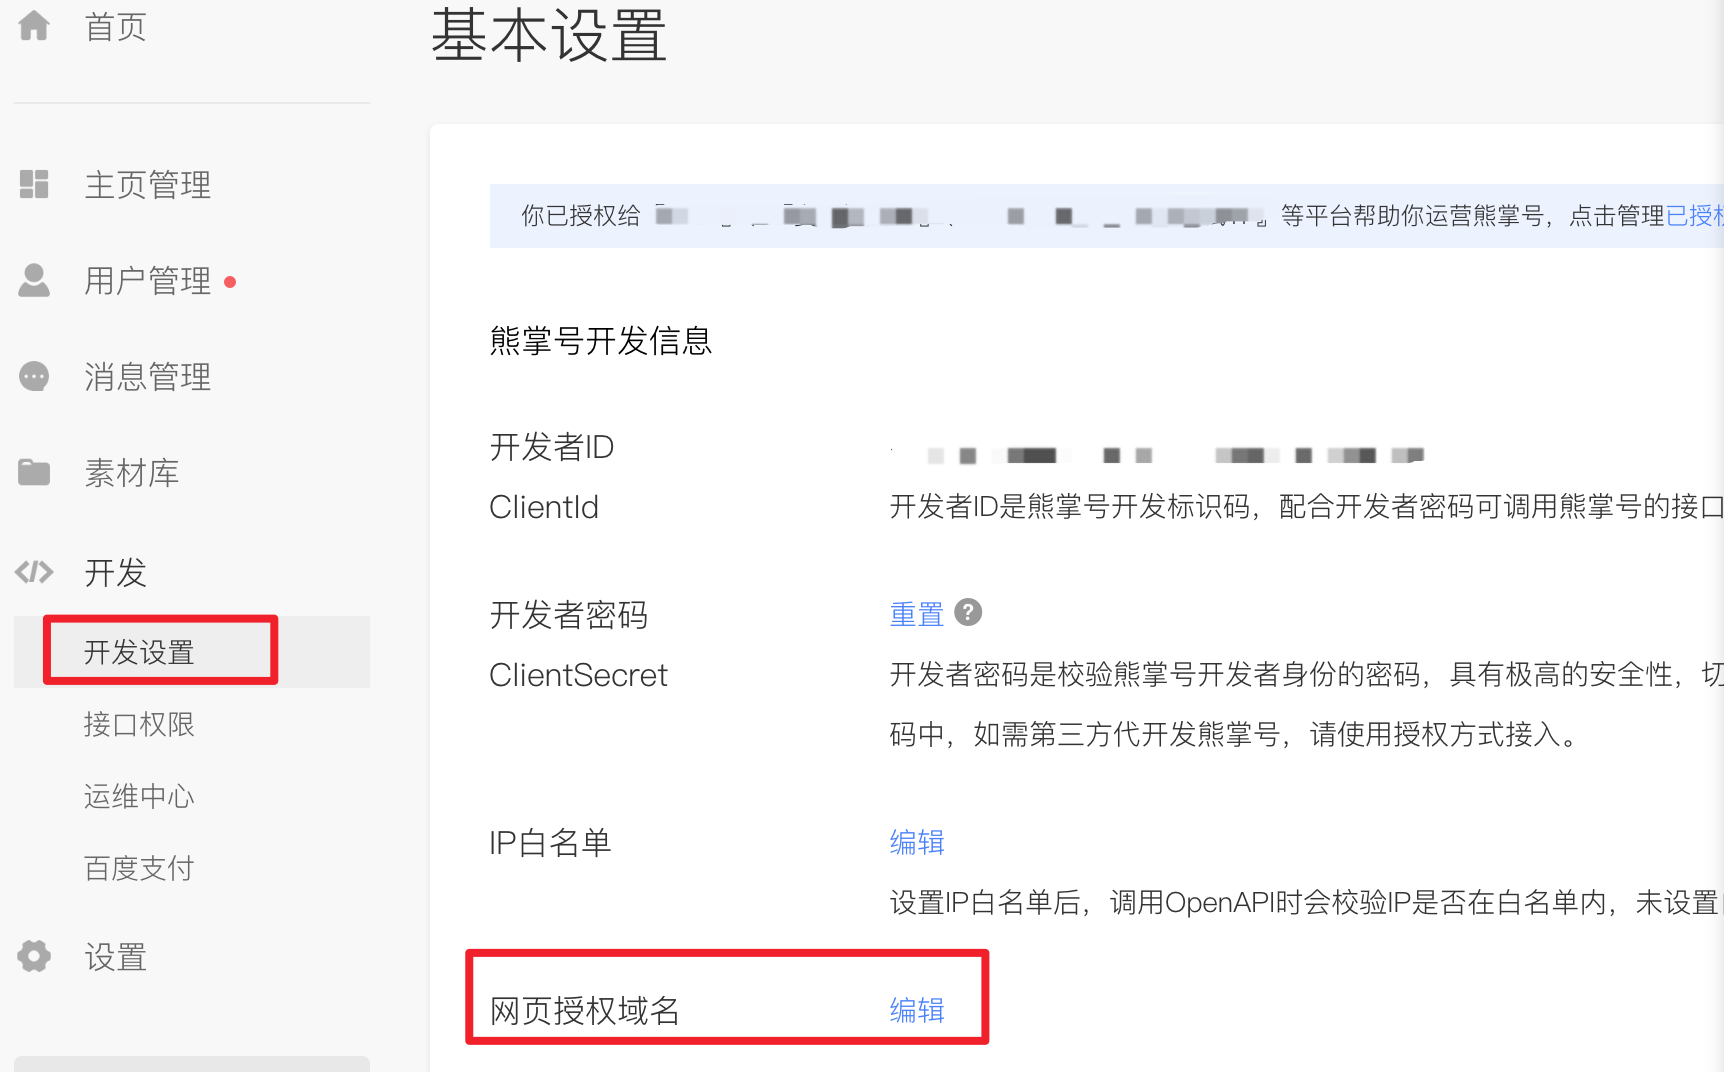 首页
主页管理
用户管理
消息管理
素材库
开发
开发设置
接口权限
运维中心
百度支付
设置
基本设置
你已授权给
等平台帮助你运营熊掌号，点击管理已授权
熊掌号开发信息
开发者ID
ClientId
开发者ID是熊掌号开发标识码，配合开发者密码可调用熊掌号的接口
开发者密码
重置
ClientSecret
开发者密码是校验熊掌号开发者身份的密码，具有极高的安全性，切
码中，如需第三方代开发熊掌号，请使用授权方式接入。
IP白名单
编辑
设置IP白名单后，调用OpenAPI时会校验IP是否在白名单内，未设置
网页授权域名
编辑